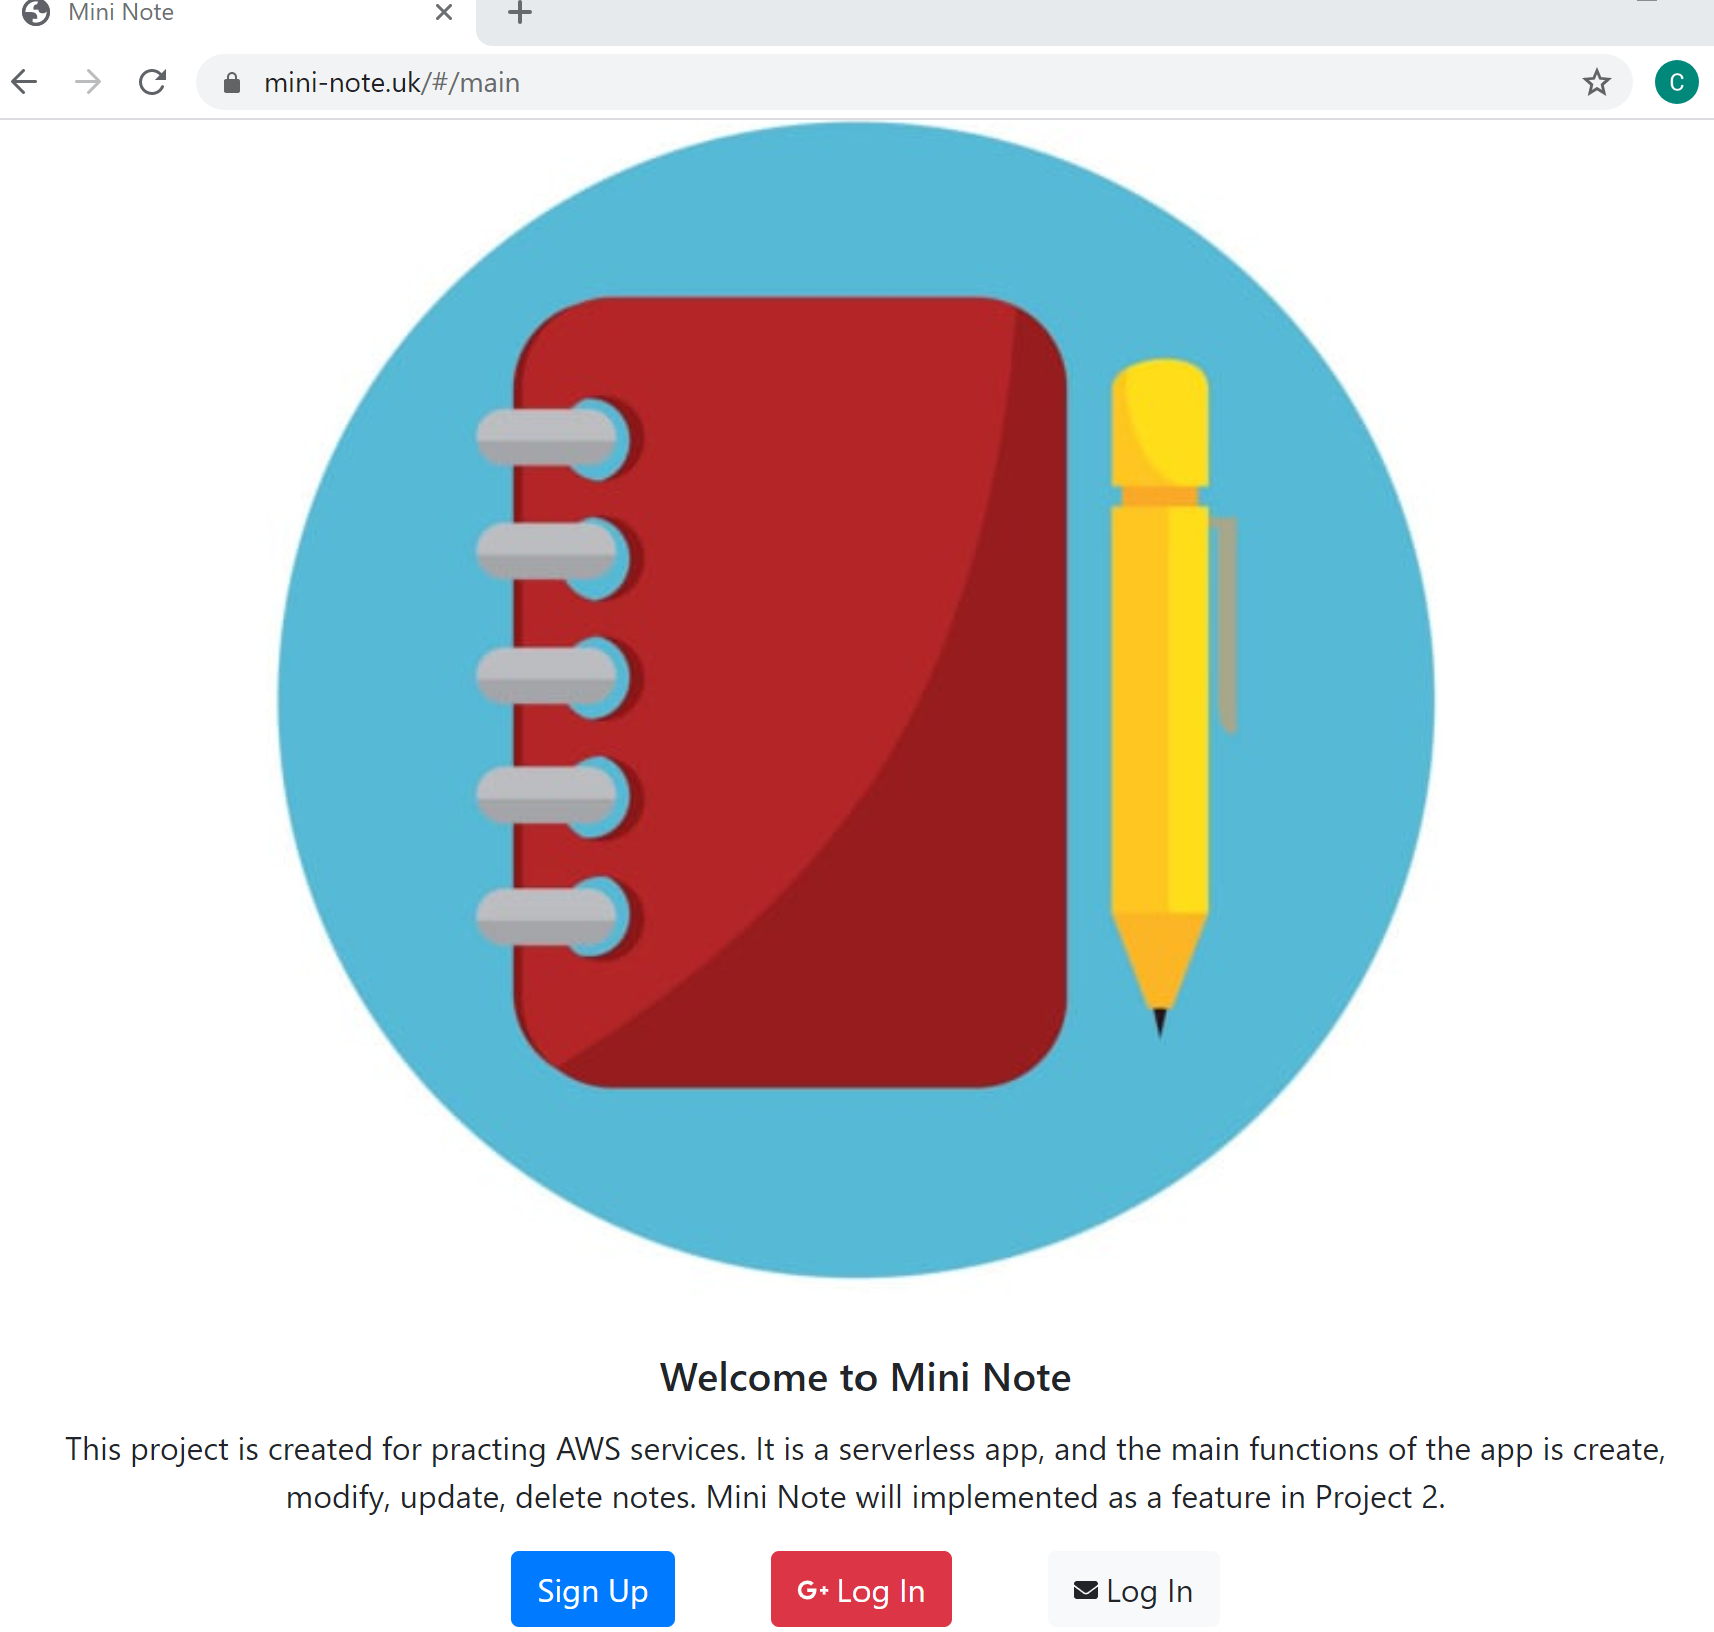 Mini Note
mini-note.uk/#/main
C
Welcome to Mini Note
This project is created for practing AWS services. It is a serverless app, and the main functions of the app is create,
modify, update, delete notes. Mini Note will implemented as a feature in Project 2.
Sign Up
G+ Log In
Log In